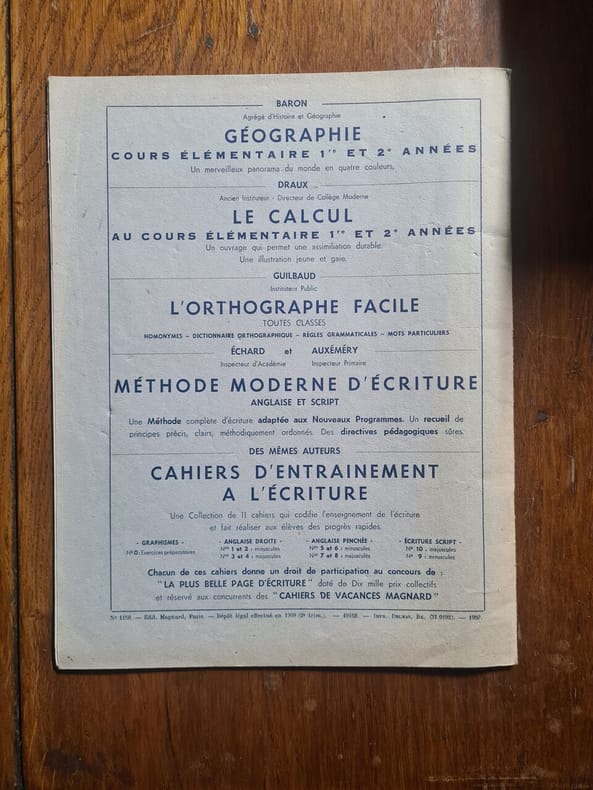 BARON
Agrégé d'Histoire et Géographie
GÉOGRAPHIE
COURS ÉLÉMENTAIRE 1re ET 2e ANNÉES
Un merveilleux panorama du monde en quatre couleurs.
DRAUX
Ancien Instituteur - Directeur de Collège Moderne
LE CALCUL
AU COURS ÉLÉMENTAIRE 1re ET 2e ANNÉES
Un ouvrage qui permet une assimiliation durable.
Une illustration jeune et gaie.
GUILBAUD
Instituteur Public
L'ORTHOGRAPHE FACILE
TOUTES CLASSES
HOMONYMES – DICTIONNAIRE ORTHOGRAPHIQUE – RÈGLES GRAMMATICALES – MOTS PARTICULIERS
ÉCHARD et AUXÉMÉRY
Inspecteur d'Académie Inspecteur Primaire
MÉTHODE MODERNE D'ÉCRITURE
ANGLAISE ET SCRIPT
Une Méthode complète d'écriture adaptée aux Nouveaux Programmes. Un recueil de
principes précis, clairs, méthodiquement ordonnés. Des directives pédagogiques sûres.
DES MÊMES AUTEURS
CAHIERS D'ENTRAINEMENT
A L'ÉCRITURE
Une Collection de 11 cahiers qui codifie l'enseignement de l'écriture
et fait réaliser aux élèves des progrès rapides.
- GRAPHISMES - - ANGLAISE DROITE - - ANGLAISE PENCHÉE - - ÉCRITURE SCRIPT -
N° 0 : Exercices préparatoires Nos 1 et 2 : minuscules Nos 5 et 6 : minuscules No 10 : majuscules
Nos 3 et 4 : majuscules Nos 7 et 8 : majuscules No 9 : minuscules
Chacun de ces cahiers donne un droit de participation au concours de :
"LA PLUS BELLE PAGE D'ÉCRITURE" doté de Dix mille prix collectifs
et réservé aux concurrents des "CAHIERS DE VACANCES MAGNARD"
— Edit. Magnard, Paris. — Dépôt légal effectué en — Impr. Delmas, Bx.